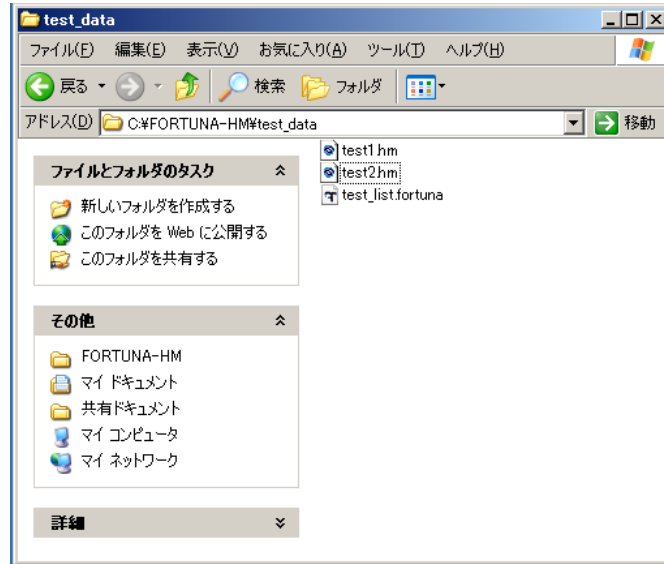 test_data
ファイル(F) 編集(E) 表示(V) お気に入り(A) ツール(T) ヘルプ(H)
戻る 検索 フォルダ
アドレス(D) C:¥FORTUNA-HM¥test_data 移動
ファイルとフォルダのタスク
新しいフォルダを作成する
このフォルダを Web に公開する
このフォルダを共有する
その他
FORTUNA-HM
マイ ドキュメント
共有ドキュメント
マイ コンピュータ
マイ ネットワーク
詳細
test1.hm
test2.hm
test_list.fortuna